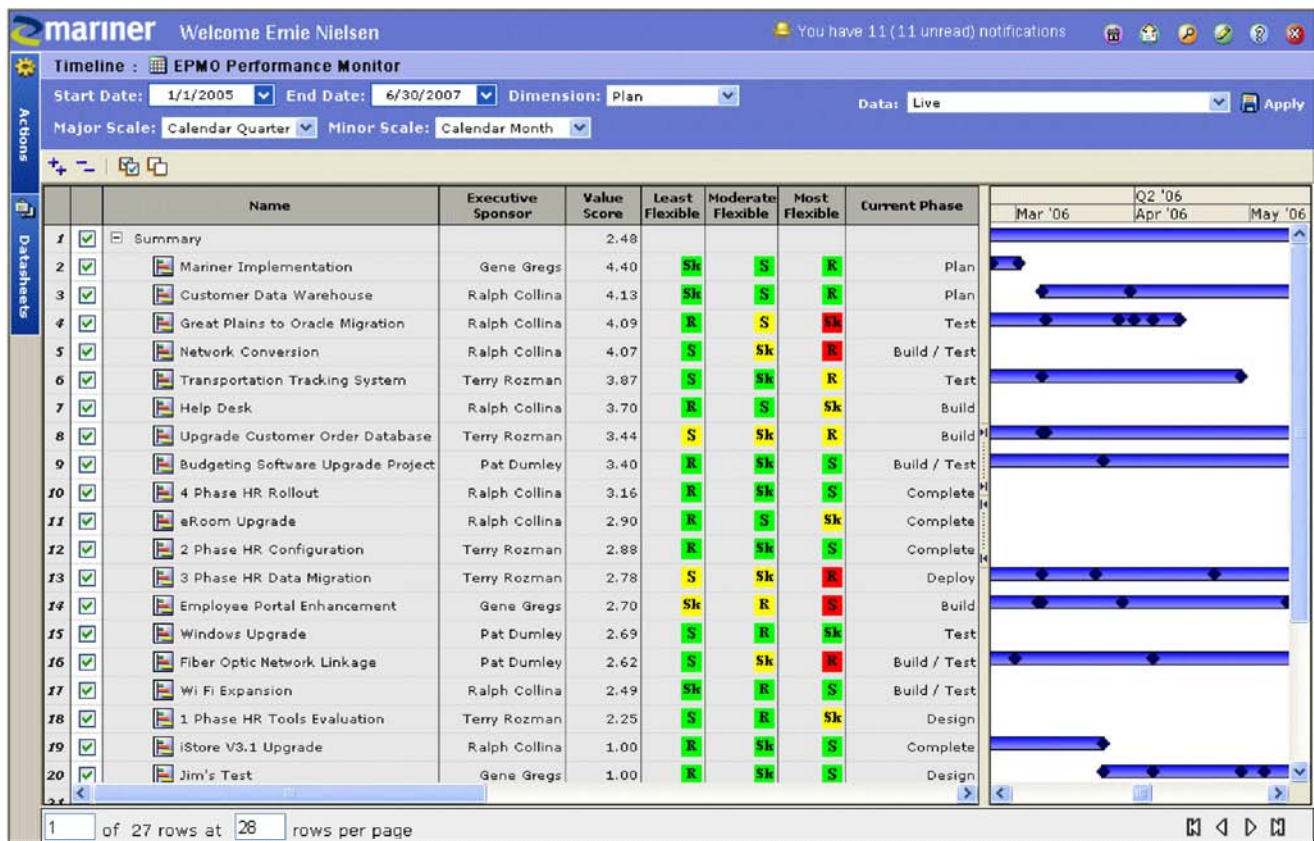 mariner Welcome Ernie Nielsen You have 11 (11 unread) notifications
Timeline : EPMO Performance Monitor
Start Date: 1/1/2005 End Date: 6/30/2007 Dimension: Plan Data: Live Apply
Major Scale: Calendar Quarter Minor Scale: Calendar Month
Actions
Datasheets
Name Executive Sponsor Value Score Least Flexible Moderate Flexible Most Flexible Current Phase Q2 '06
Mar '06 Apr '06 May '06
1 Summary 2.48
2 Mariner Implementation Gene Gregs 4.40 Sk S R Plan
3 Customer Data Warehouse Ralph Collina 4.13 Sk S R Plan
4 Great Plains to Oracle Migration Ralph Collina 4.09 R S Sk Test
5 Network Conversion Ralph Collina 4.07 S Sk R Build / Test
6 Transportation Tracking System Terry Rozman 3.87 S Sk R Test
7 Help Desk Ralph Collina 3.70 R S Sk Build
8 Upgrade Customer Order Database Terry Rozman 3.44 S Sk R Build
9 Budgeting Software Upgrade Project Pat Dumley 3.40 R Sk S Build / Test
10 4 Phase HR Rollout Ralph Collina 3.16 R Sk S Complete
11 eRoom Upgrade Ralph Collina 2.90 R S Sk Complete
12 2 Phase HR Configuration Terry Rozman 2.88 R Sk S Complete
13 3 Phase HR Data Migration Terry Rozman 2.78 S Sk R Deploy
14 Employee Portal Enhancement Gene Gregs 2.70 Sk R S Build
15 Windows Upgrade Pat Dumley 2.69 S R Sk Test
16 Fiber Optic Network Linkage Pat Dumley 2.62 S Sk R Build / Test
17 Wi Fi Expansion Ralph Collina 2.49 Sk R S Build / Test
18 1 Phase HR Tools Evaluation Terry Rozman 2.25 S R Sk Design
19 iStore V3.1 Upgrade Ralph Collina 1.00 R Sk S Complete
20 Jim's Test Gene Gregs 1.00 R Sk S Design
1 of 27 rows at 28 rows per page